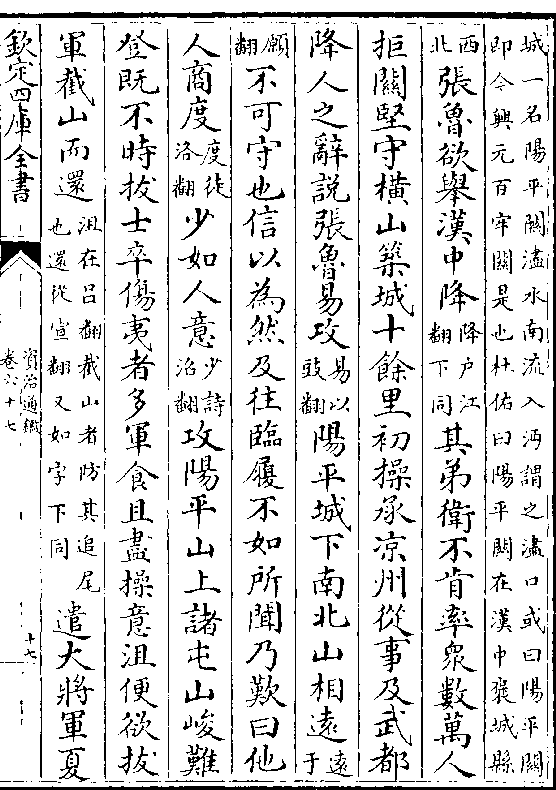 城一名陽平關濜水南流入沔謂之濜口或曰陽平關
即今興元百牢關是也杜佑曰陽平關在漢中襃城縣
西北張魯欲舉漢中降降户江翻下同其弟衛不肯率衆數萬人
拒關堅守橫山築城十餘里初操承凉州從事及武都
降人之辭說張魯易攻易以豉翻陽平城下南北山相遠遠于
願翻不可守也信以為然及往臨履不如所聞乃歎曰他
人商度度徒洛翻少如人意少詩沼翻攻陽平山上諸屯山峻難
登既不時拔士卒傷夷者多軍食且盡操意沮便欲拔
軍截山而還沮在吕翻截山者防其追尾也還從宣翻又如字下同遣大將軍夏
欽定四庫全書
資治通鑑
卷六十七
十七